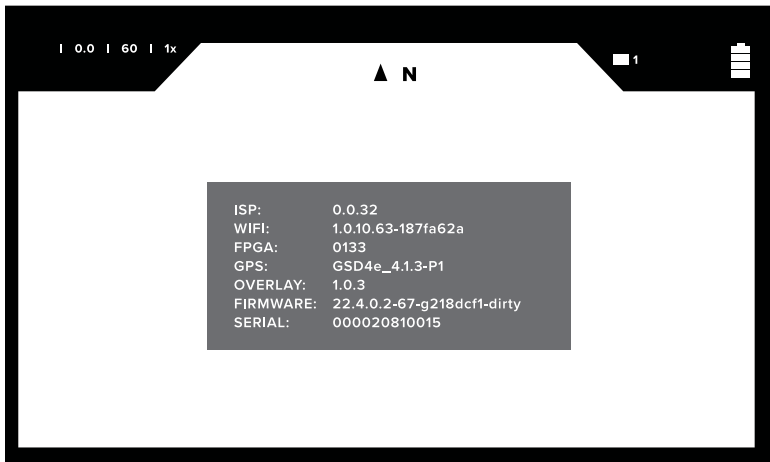 I 0.0 I 60 I 1x
1
N
ISP: 0.0.32
WIFI: 1.0.10.63-187fa62a
FPGA: 0133
GPS: GSD4e_4.1.3-P1
OVERLAY: 1.0.3
FIRMWARE: 22.4.0.2-67-g218dcf1-dirty
SERIAL: 000020810015